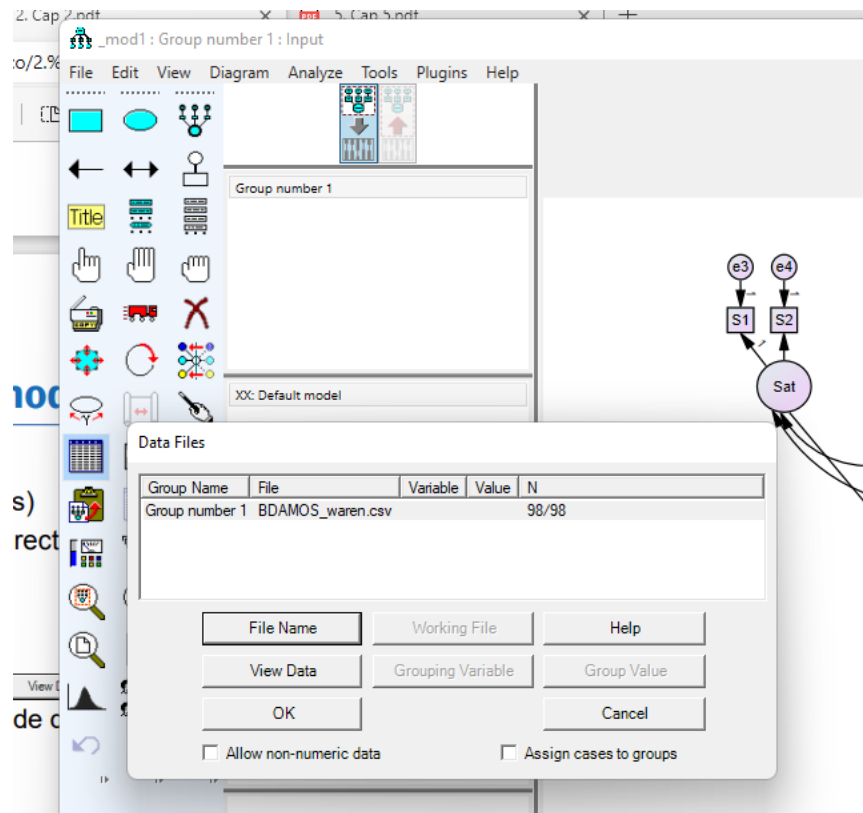 2. Cap 2.pdf
5. Cap 5.pdf
_mod1 : Group number 1 : Input
File Edit View Diagram Analyze Tools Plugins Help
Group number 1
Title
e3 e4
S1 S2
Sat
XX: Default model
Data Files
Group Name File Variable Value N
Group number 1 BDAMOS_waren.csv 98/98
File Name Working File Help
View Data Grouping Variable Group Value
OK Cancel
Allow non-numeric data Assign cases to groups
s)
rect
View
de